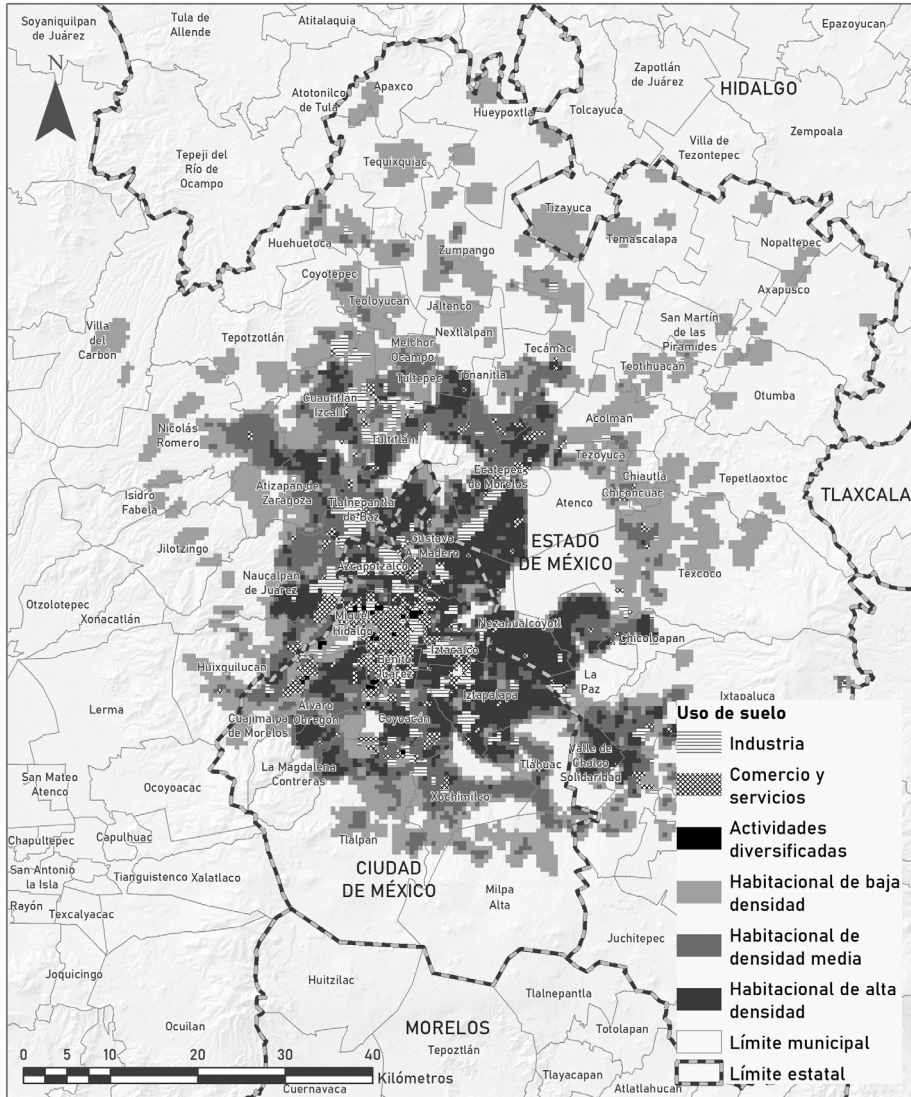 Soyaniquilpan
de Juárez
Tula de
Allende
Atitalaquia
Epazoyucan
N
Atotonilco
de Tula
Apaxco
Hueypoxtla
Tolcayuca
Zapotlán
de Juárez
HIDALGO
Zempoala
Villa de
Tezontepec
Tepeji del
Río de
Ocampo
Tequixquiac
Tizayuca
Temascalapa
Nopaltepec
Huehuetoca
Zumpango
Coyotepec
Axapusco
Teoloyucan
Jaltenco
Villa
del
Carbón
Tepotzotlán
Nextlalpan
San Martín
de las
Pirámides
Melchor
Ocampo
Tecámac
Teotihuacán
Tultepec
Tonanitla
Otumba
Cuautitlán
Izcalli
Acolman
Nicolás
Romero
Tultitlán
Tezoyuca
Ecatepec
de Morelos
Chiautla
Chiconcuac
Tepetlaoxtoc
Atizapán de
Zaragoza
Isidro
Fabela
Tlalnepantla
de Baz
Atenco
TLAXCALA
Jilotzingo
Gustavo
A. Madero
ESTADO
DE MÉXICO
Azcapotzalco
Texcoco
Naucalpan
de Juárez
Otzolotepec
Xonacatlán
Miguel
Hidalgo
Nezahualcóyotl
Chicoloapan
Iztacalco
Huixquilucan
Benito
Juárez
La
Paz
Iztapalapa
Ixtapaluca
Lerma
Cuajimalpa
de Morelos
Álvaro
Obregón
Coyoacán
Valle de
Chalco
Solidaridad
La Magdalena
Contreras
Tláhuac
San Mateo
Atenco
Ocoyoacac
Xochimilco
Chapultepec
Capulhuac
Tlalpan
San Antonio
la Isla
Tianguistenco
Xalatlaco
CIUDAD
DE MÉXICO
Milpa
Alta
Rayón
Texcalyacac
Juchitepec
Joquicingo
Huitzilac
Tlalnepantla
Ocuilan
MORELOS
Totolapan
Tepoztlán
Tlayacapan
Atlatlahucan
Cuernavaca
Uso de suelo
Industria
Comercio y
servicios
Actividades
diversificadas
Habitacional de baja
densidad
Habitacional de
densidad media
Habitacional de alta
densidad
Límite municipal
Límite estatal
0 5 10 20 30 40
Kilómetros